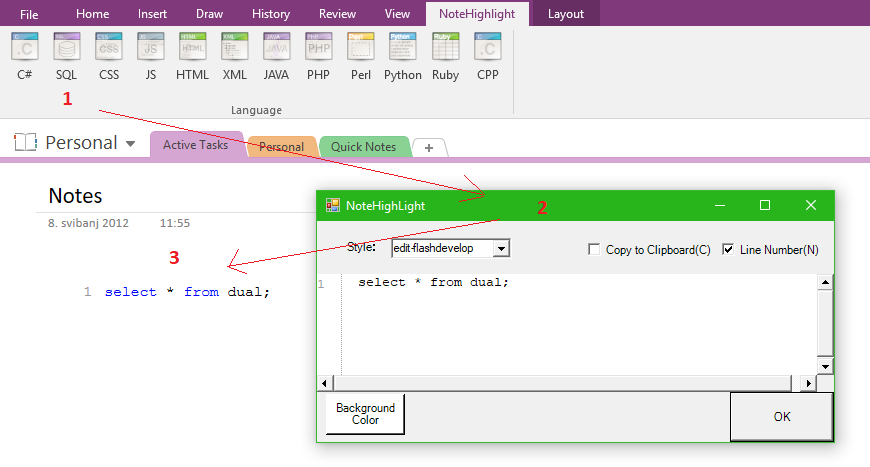 File Home Insert Draw History Review View NoteHighlight Layout
C# SQL CSS JS HTML XML JAVA PHP Perl Python Ruby CPP
1
Language
Personal Active Tasks Personal Quick Notes +
Notes
8. svibanj 2012 11:55
3
1 select * from dual;
NoteHighLight
2
Style: edit-flashdevelop Copy to Clipboard(C) Line Number(N)
1 select * from dual;
Background
Color
OK